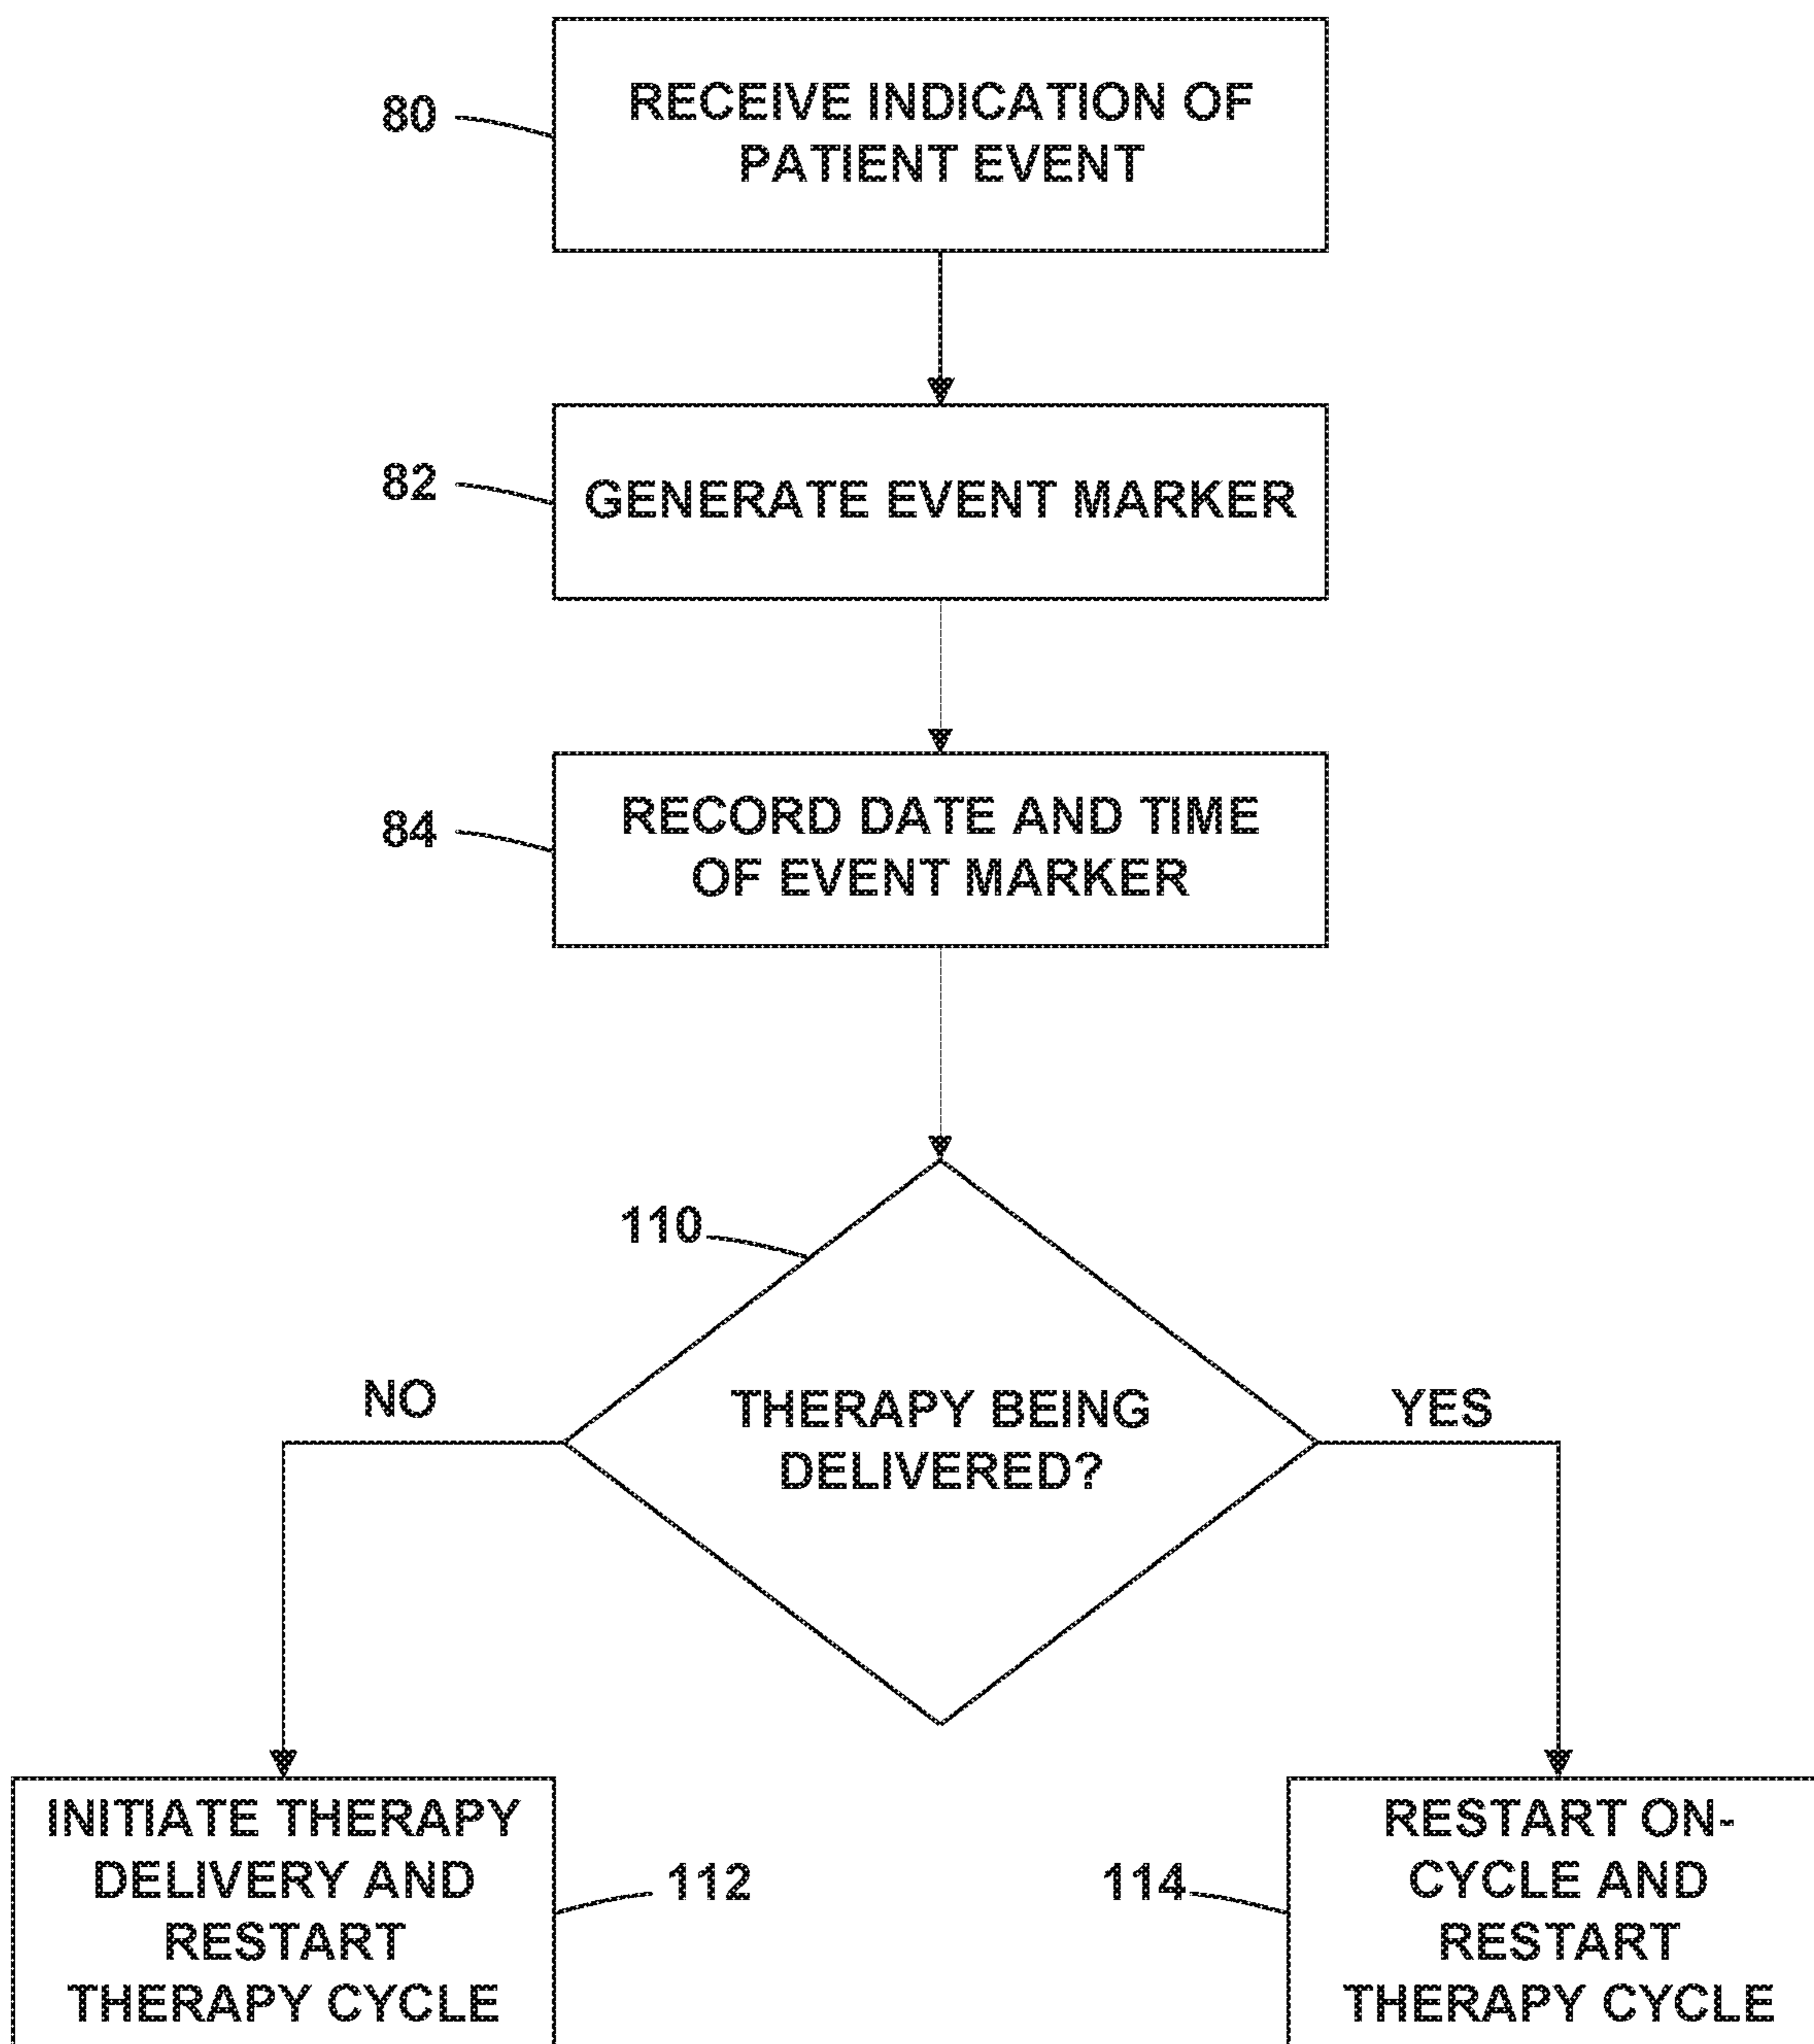 80
RECEIVE INDICATION OF
PATIENT EVENT
82
GENERATE EVENT MARKER
84
RECORD DATE AND TIME
OF EVENT MARKER
110
NO
THERAPY BEING
DELIVERED?
YES
INITIATE THERAPY
DELIVERY AND
RESTART
THERAPY CYCLE
112
114
RESTART ON-
CYCLE AND
RESTART
THERAPY CYCLE